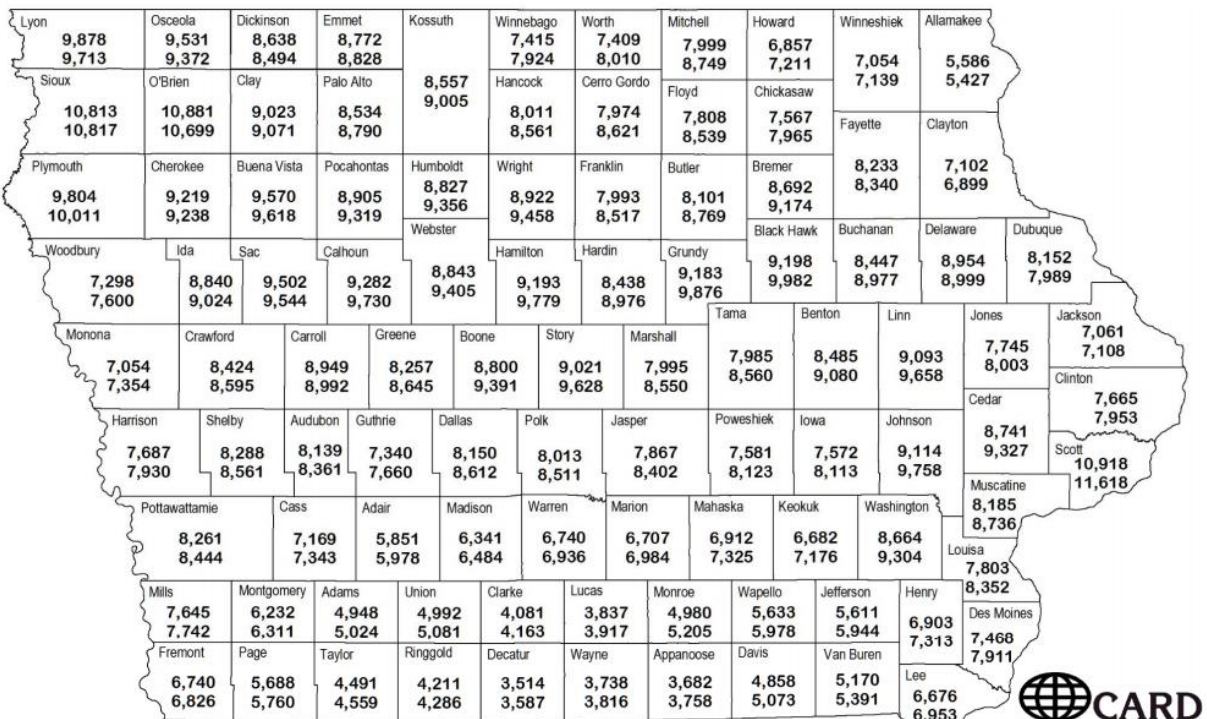 Lyon
9,878
9,713
Osceola
9,531
9,372
Dickinson
8,638
8,494
Emmet
8,772
8,828
Kossuth
8,557
9,005
Winnebago
7,415
7,924
Worth
7,409
8,010
Mitchell
7,999
8,749
Howard
6,857
7,211
Winneshiek
7,054
7,139
Allamakee
5,586
5,427
Sioux
10,813
10,817
O'Brien
10,881
10,699
Clay
9,023
9,071
Palo Alto
8,534
8,790
Hancock
8,011
8,561
Cerro Gordo
7,974
8,621
Floyd
7,808
8,539
Chickasaw
7,567
7,965
Fayette
8,233
8,340
Clayton
7,102
6,899
Plymouth
9,804
10,011
Cherokee
9,219
9,238
Buena Vista
9,570
9,618
Pocahontas
8,905
9,319
Humboldt
8,827
9,356
Wright
8,922
9,458
Franklin
7,993
8,517
Butler
8,101
8,769
Bremer
8,692
9,174
Woodbury
7,298
7,600
Ida
8,840
9,024
Sac
9,502
9,544
Calhoun
9,282
9,730
Webster
8,843
9,405
Hamilton
9,193
9,779
Hardin
8,438
8,976
Grundy
9,183
9,876
Black Hawk
9,198
9,982
Buchanan
8,447
8,977
Delaware
8,954
8,999
Dubuque
8,152
7,989
Monona
7,054
7,354
Crawford
8,424
8,595
Carroll
8,949
8,992
Greene
8,257
8,645
Boone
8,800
9,391
Story
9,021
9,628
Marshall
7,995
8,550
Tama
7,985
8,560
Benton
8,485
9,080
Linn
9,093
9,658
Jones
7,745
8,003
Jackson
7,061
7,108
Clinton
7,665
7,953
Harrison
7,687
7,930
Shelby
8,288
8,561
Audubon
8,139
8,361
Guthrie
7,340
7,660
Dallas
8,150
8,612
Polk
8,013
8,511
Jasper
7,867
8,402
Poweshiek
7,581
8,123
Iowa
7,572
8,113
Johnson
9,114
9,758
Cedar
8,741
9,327
Scott
10,918
11,618
Muscatine
8,185
8,736
Pottawattamie
8,261
8,444
Cass
7,169
7,343
Adair
5,851
5,978
Madison
6,341
6,484
Warren
6,740
6,936
Marion
6,707
6,984
Mahaska
6,912
7,325
Keokuk
6,682
7,176
Washington
8,664
9,304
Louisa
7,803
8,352
Mills
7,645
7,742
Montgomery
6,232
6,311
Adams
4,948
5,024
Union
4,992
5,081
Clarke
4,081
4,163
Lucas
3,837
3,917
Monroe
4,980
5,205
Wapello
5,633
5,978
Jefferson
5,611
5,944
Henry
6,903
7,313
Des Moines
7,468
7,911
Fremont
6,740
6,826
Page
5,688
5,760
Taylor
4,491
4,559
Ringgold
4,211
4,286
Decatur
3,514
3,587
Wayne
3,738
3,816
Appanoose
3,682
3,758
Davis
4,858
5,073
Van Buren
5,170
5,391
Lee
6,676
6,953
CARD